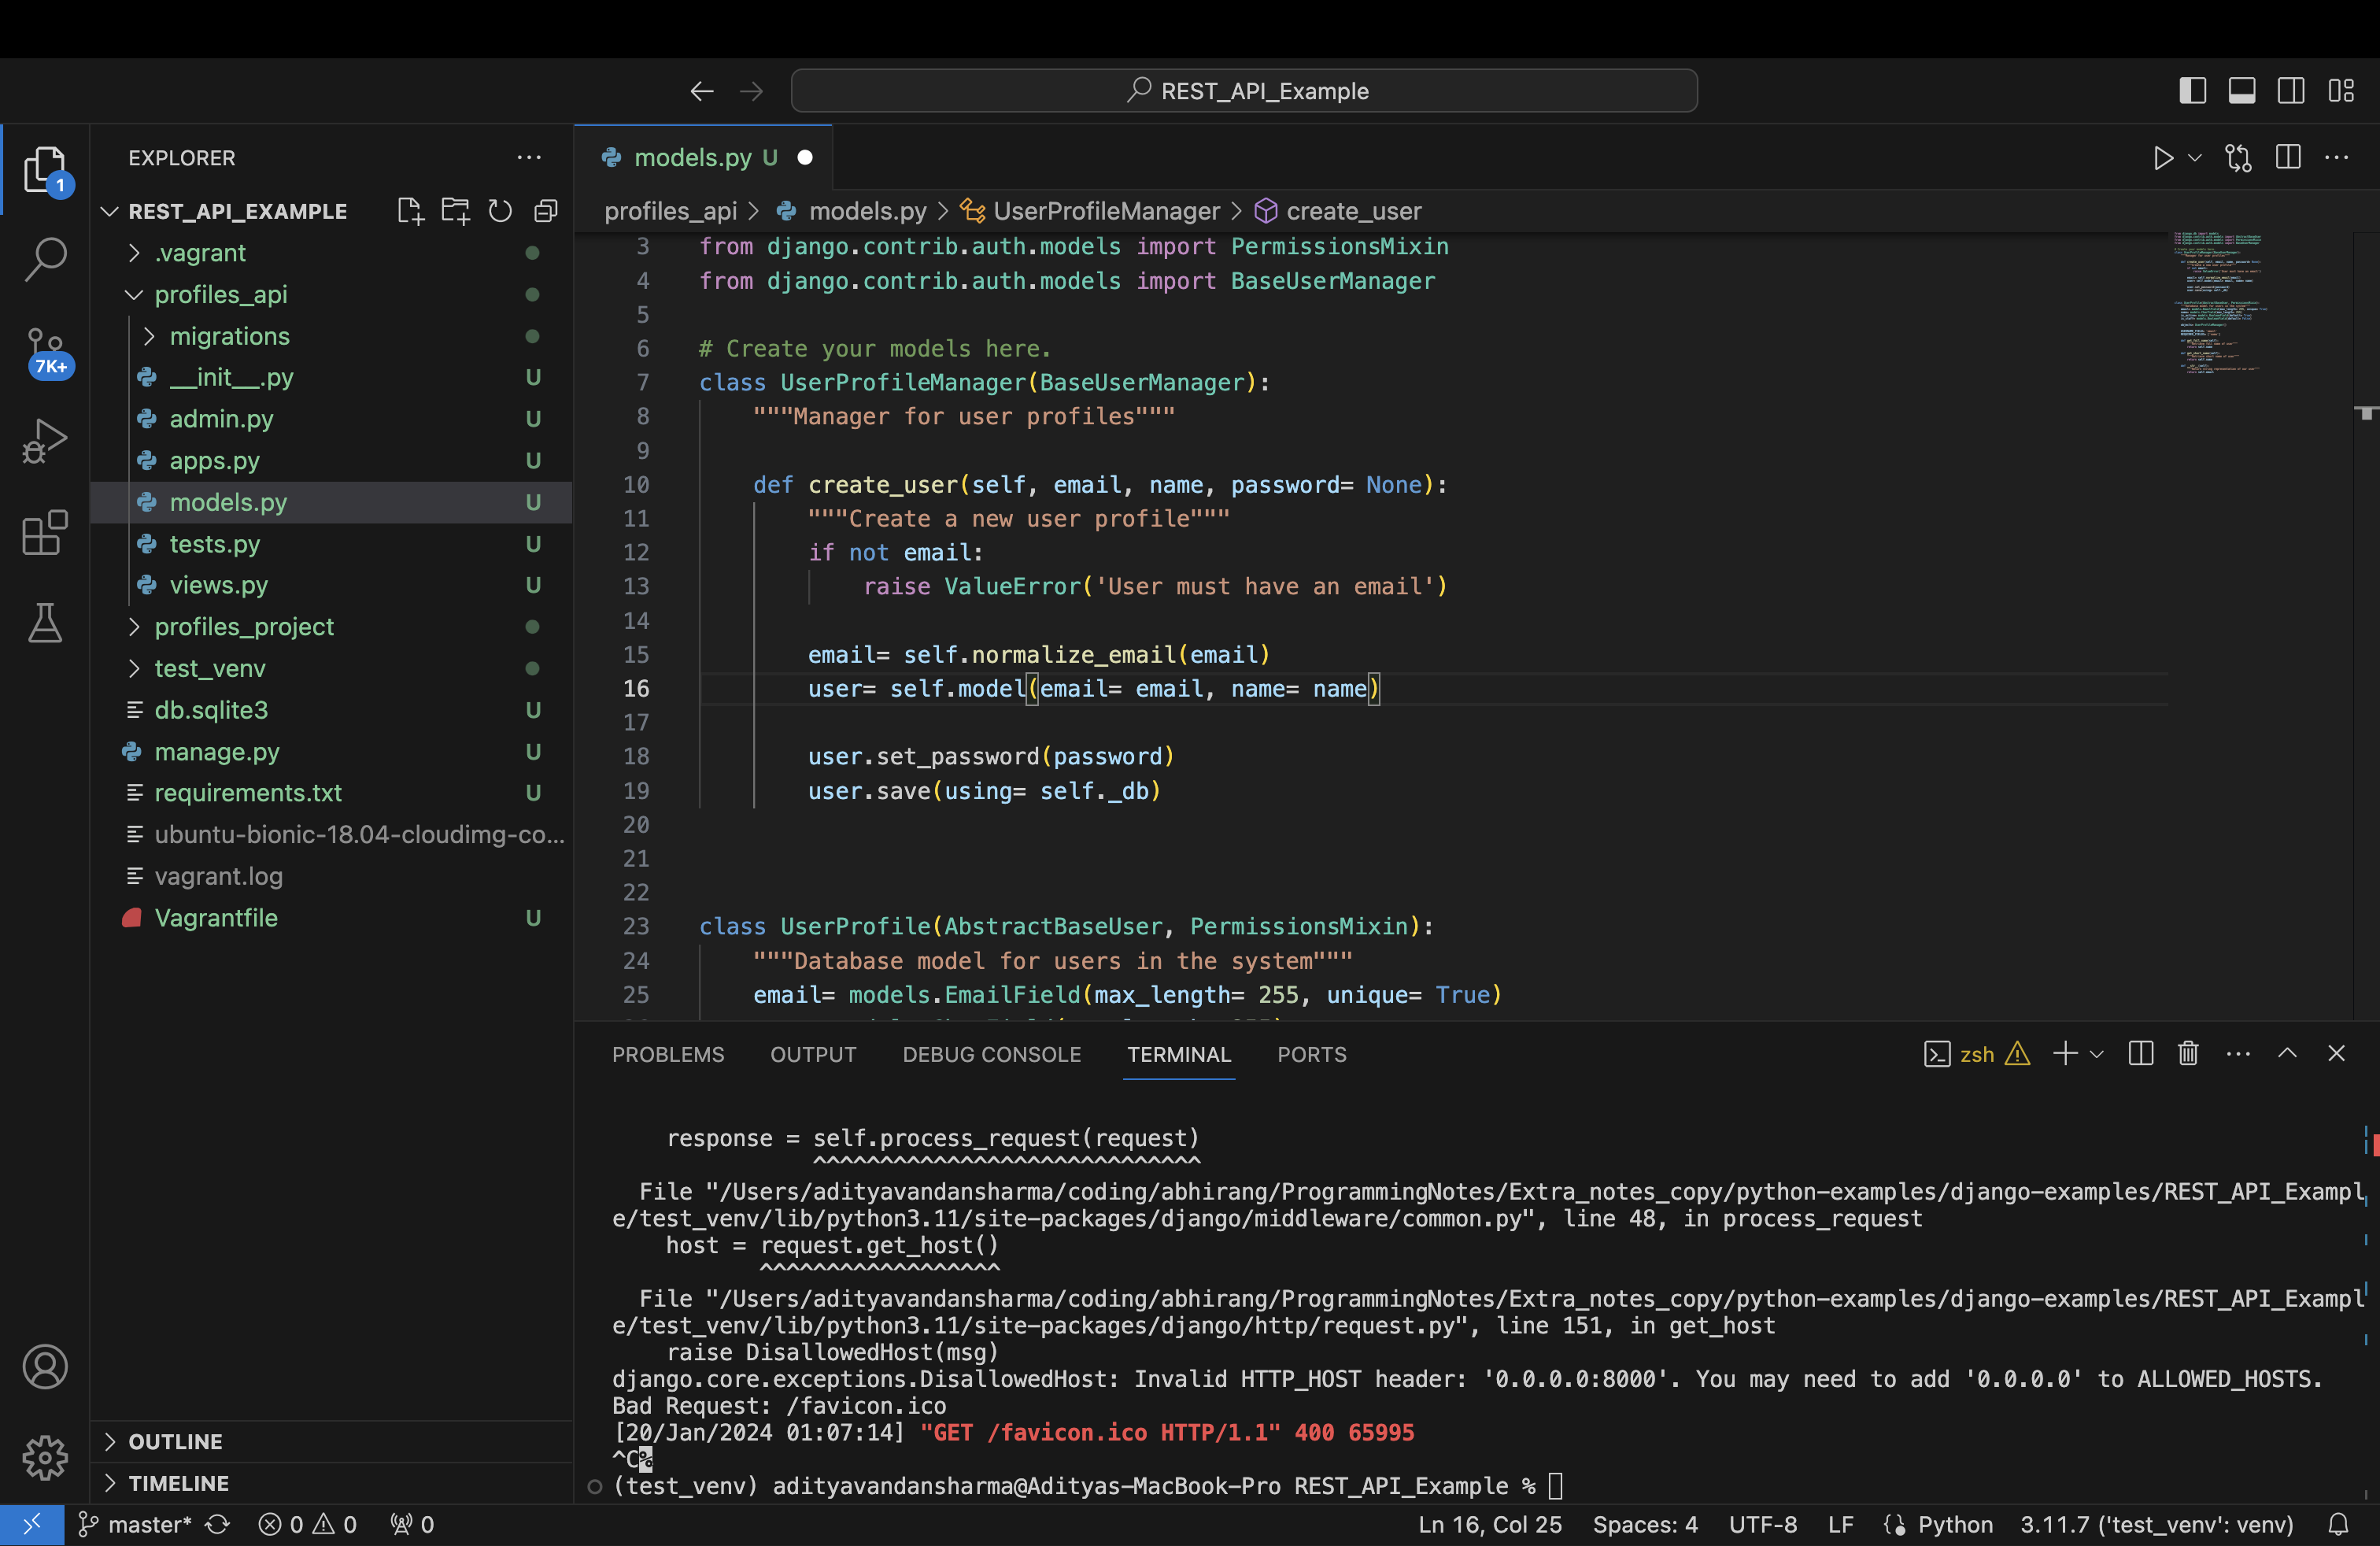 REST_API_Example
EXPLORER
models.py U
REST_API_EXAMPLE
profiles_api > models.py > UserProfileManager > create_user
1
7K+
.vagrant
profiles_api
migrations
__init__.py U
admin.py U
apps.py U
models.py U
tests.py U
views.py U
profiles_project
test_venv
db.sqlite3 U
manage.py U
requirements.txt U
ubuntu-bionic-18.04-cloudimg-co...
vagrant.log
Vagrantfile U
OUTLINE
TIMELINE
3 from django.contrib.auth.models import PermissionsMixin
4 from django.contrib.auth.models import BaseUserManager
5
6 # Create your models here.
7 class UserProfileManager(BaseUserManager):
8 """Manager for user profiles"""
9
10 def create_user(self, email, name, password= None):
11 """Create a new user profile"""
12 if not email:
13 raise ValueError('User must have an email')
14
15 email= self.normalize_email(email)
16 user= self.model(email= email, name= name)
17
18 user.set_password(password)
19 user.save(using= self._db)
20
21
22
23 class UserProfile(AbstractBaseUser, PermissionsMixin):
24 """Database model for users in the system"""
25 email= models.EmailField(max_length= 255, unique= True)
PROBLEMS OUTPUT DEBUG CONSOLE TERMINAL PORTS
zsh
response = self.process_request(request)
^^^^^^^^^^^^^^^^^^^^^^^^^^^^^
File "/Users/adityavandansharma/coding/abhirang/ProgrammingNotes/Extra_notes_copy/python-examples/django-examples/REST_API_Exampl
e/test_venv/lib/python3.11/site-packages/django/middleware/common.py", line 48, in process_request
host = request.get_host()
^^^^^^^^^^^^^^^^^^
File "/Users/adityavandansharma/coding/abhirang/ProgrammingNotes/Extra_notes_copy/python-examples/django-examples/REST_API_Exampl
e/test_venv/lib/python3.11/site-packages/django/http/request.py", line 151, in get_host
raise DisallowedHost(msg)
django.core.exceptions.DisallowedHost: Invalid HTTP_HOST header: '0.0.0.0:8000'. You may need to add '0.0.0.0' to ALLOWED_HOSTS.
Bad Request: /favicon.ico
[20/Jan/2024 01:07:14] "GET /favicon.ico HTTP/1.1" 400 65995
^C%
(test_venv) adityavandansharma@Adityas-MacBook-Pro REST_API_Example %
master* 0 0 0 Ln 16, Col 25 Spaces: 4 UTF-8 LF Python 3.11.7 ('test_venv': venv)